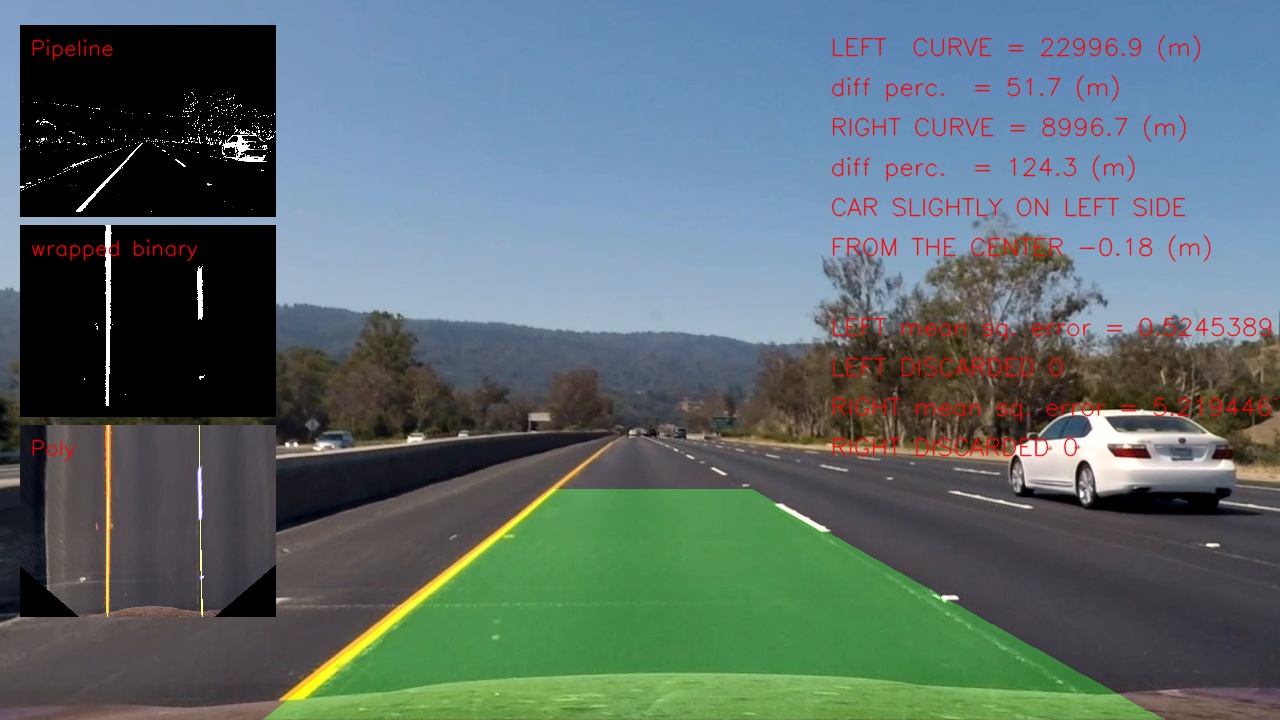 Pipeline
wrapped binary
Poly
LEFT CURVE = 22996.9 (m)
diff perc. = 51.7 (m)
RIGHT CURVE = 8996.7 (m)
diff perc. = 124.3 (m)
CAR SLIGHTLY ON LEFT SIDE
FROM THE CENTER -0.18 (m)
LEFT mean sq. error = 0.5245389
LEFT DISCARDED 0
RIGHT mean sq. error = 5.219446
RIGHT DISCARDED 0